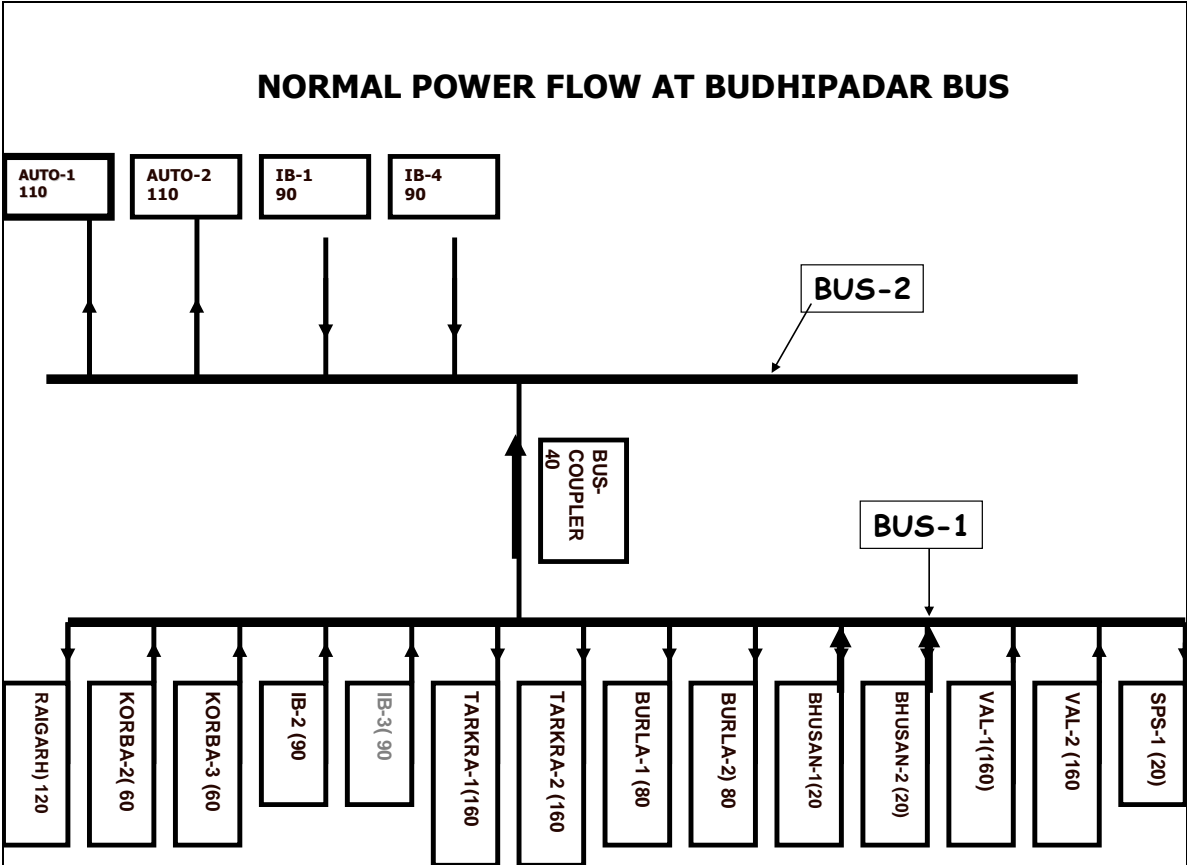 NORMAL POWER FLOW AT BUDHIPADAR BUS
AUTO-1
110
AUTO-2
110
IB-1
90
IB-4
90
BUS-2
BUS-
COUPLER
40
BUS-1
RAIGARH) 120
KORBA-2( 60
KORBA-3 (60
IB-2 (90
IB-3( 90
TARKRA-1(160
TARKRA-2 (160
BURLA-1 (80
BURLA-2) 80
BHUSAN-1(20
BHUSAN-2 (20)
VAL-1(160)
VAL-2 (160
SPS-1 (20)